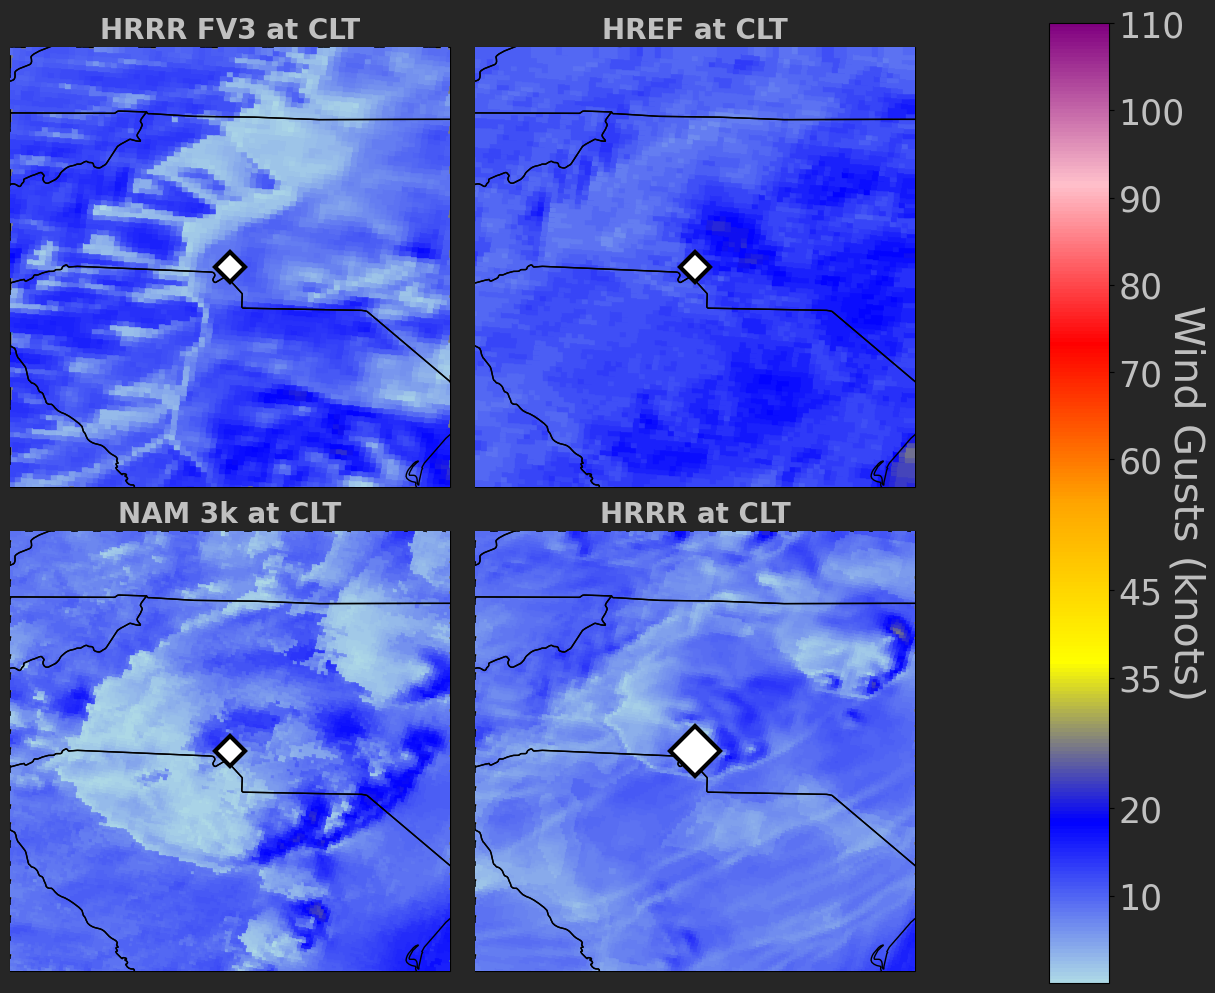 HRRR FV3 at CLT
HREF at CLT
NAM 3k at CLT
HRRR at CLT
110
100
90
80
70
60
45
35
20
10
Wind Gusts (knots)